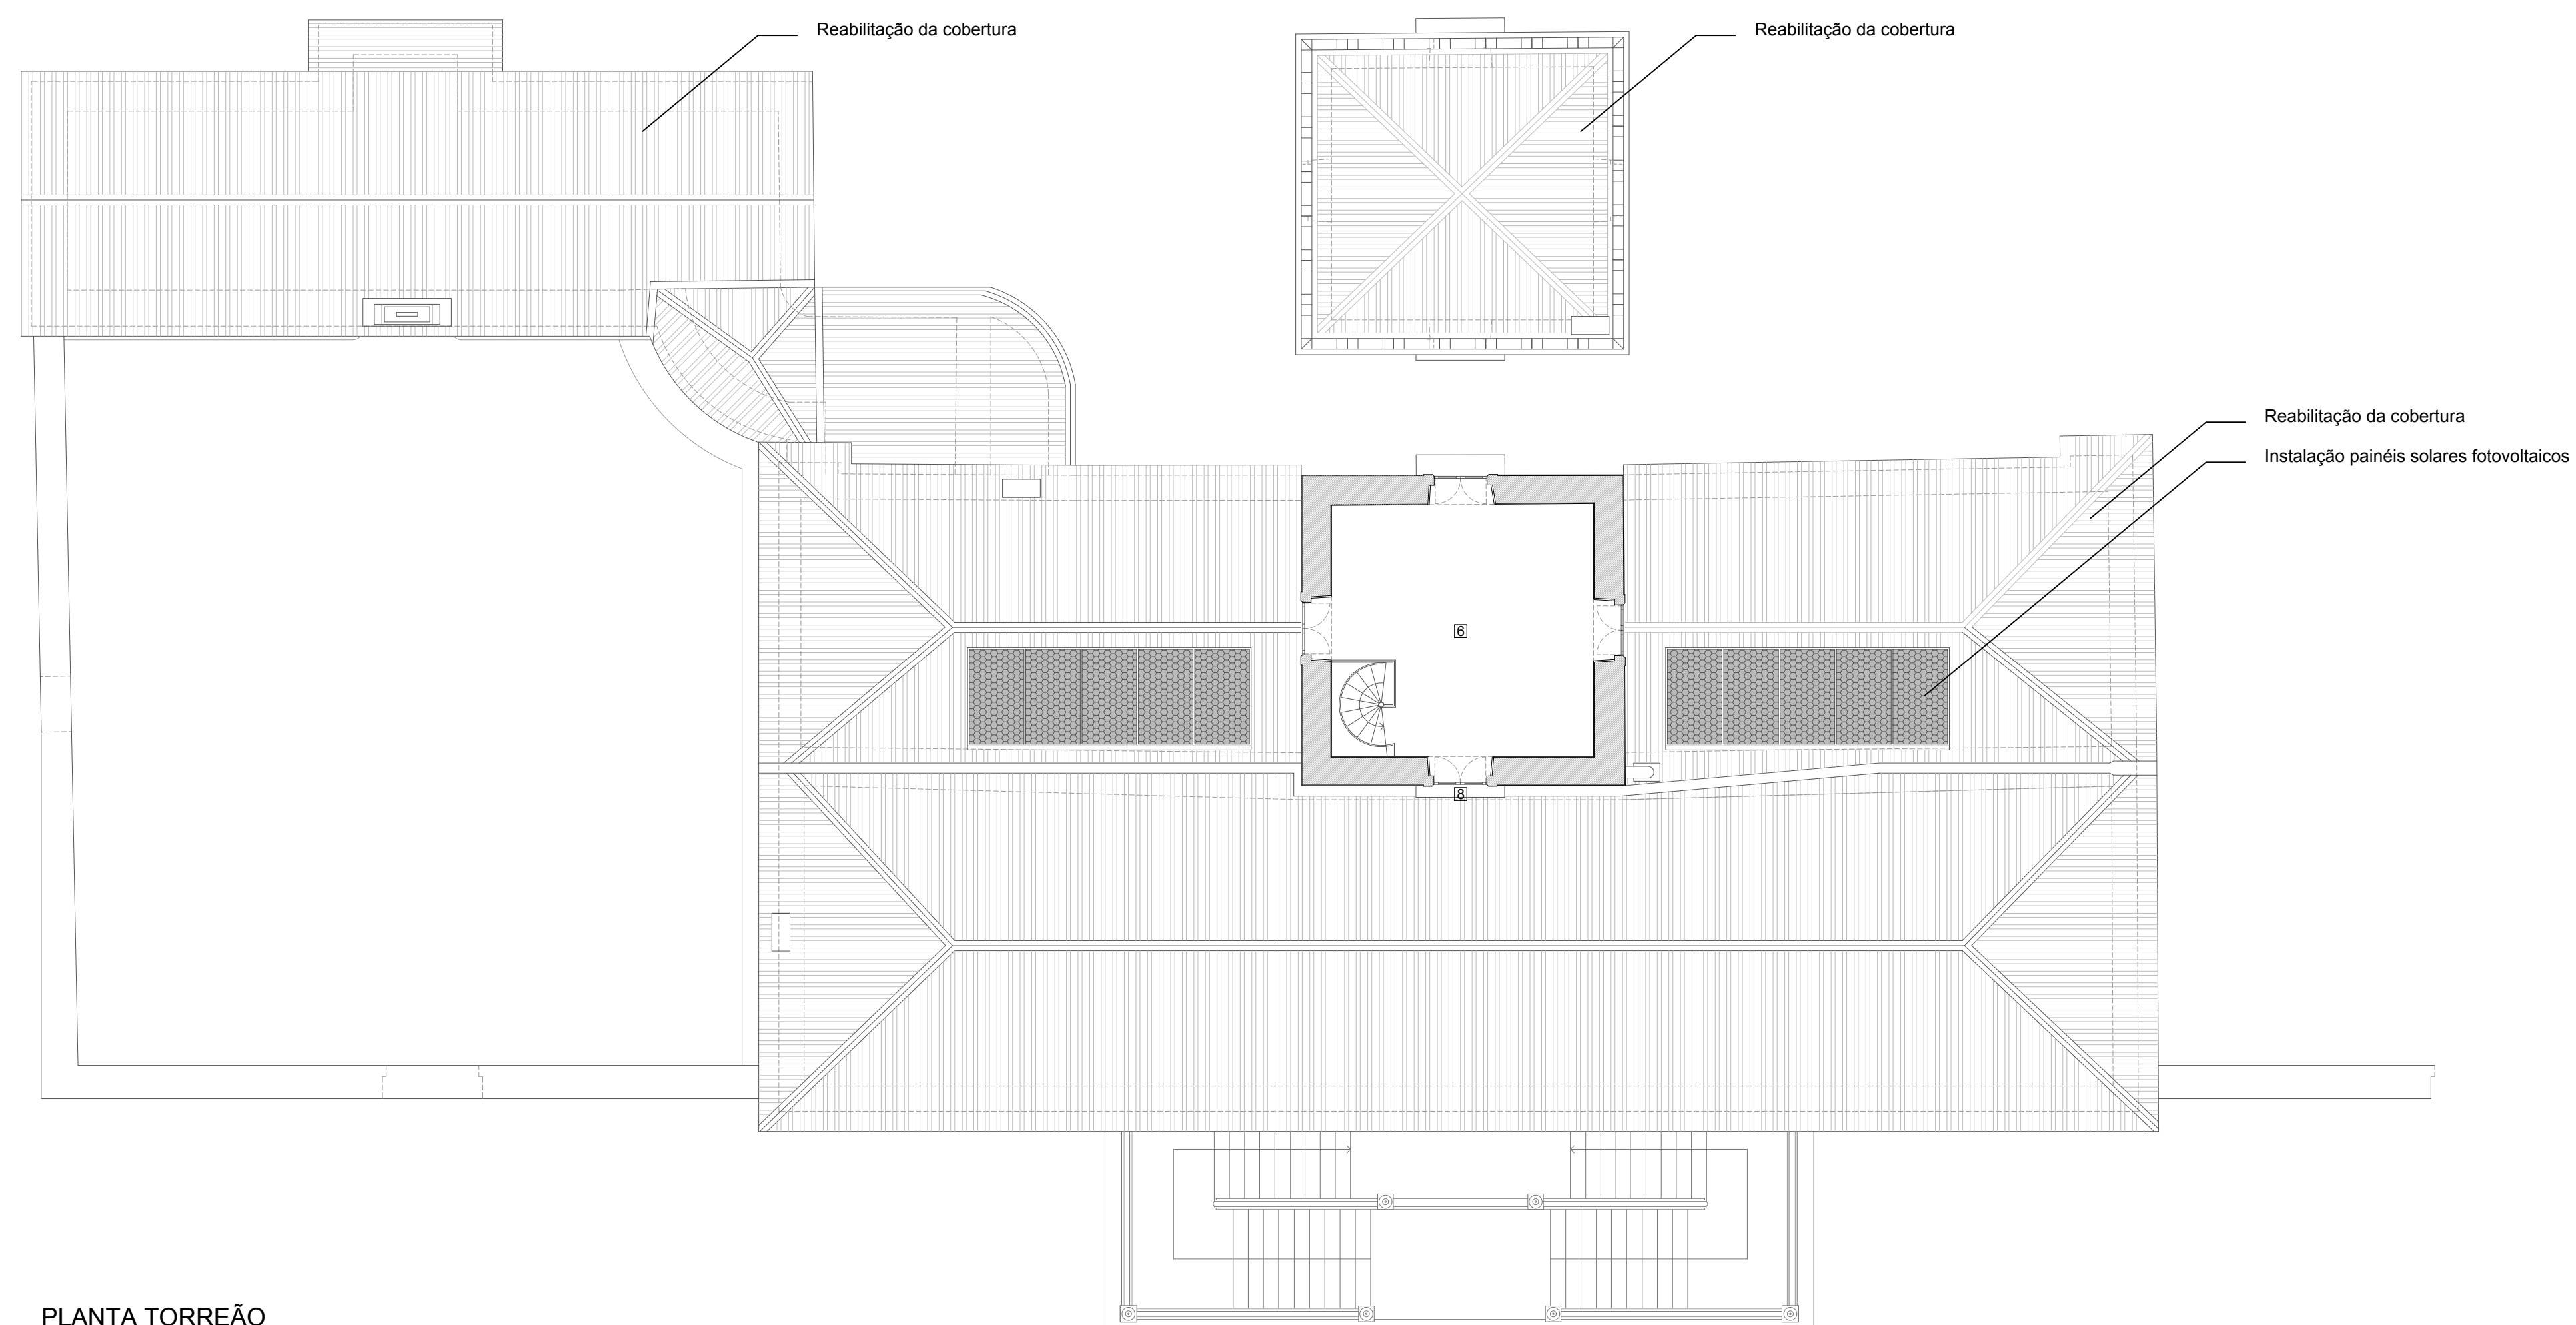 Reabilitação da cobertura
Reabilitação da cobertura
Reabilitação da cobertura
Instalação painéis solares fotovoltaicos
6
8
PLANTA TORREÃO